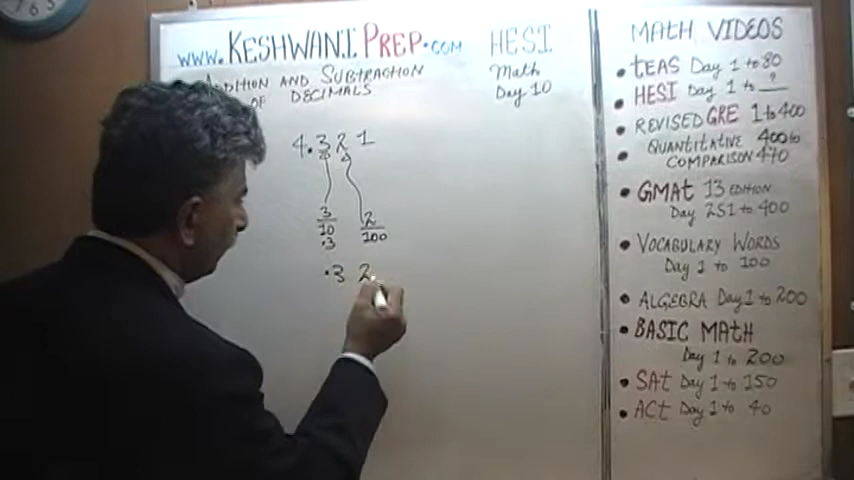 www.KESHWANI PREP.COM
HESI
ADDITION AND SUBTRACTION
OF DECIMALS
Math
Day 10
4.321
3/10
2/100
.3
.3 2
MATH VIDEOS
• TEAS Day 1 to 80
• HESI Day 1 to ?
• REVISED GRE 1 to 400
• QUANTITATIVE 400 to
COMPARISON 470
• GMAT 13 EDITION
Day 251 to 400
• VOCABULARY WORDS
Day 1 to 100
• ALGEBRA Day 1 to 200
• BASIC MATH
Day 1 to 200
• SAT Day 1 to 150
• ACT Day 1 to 40